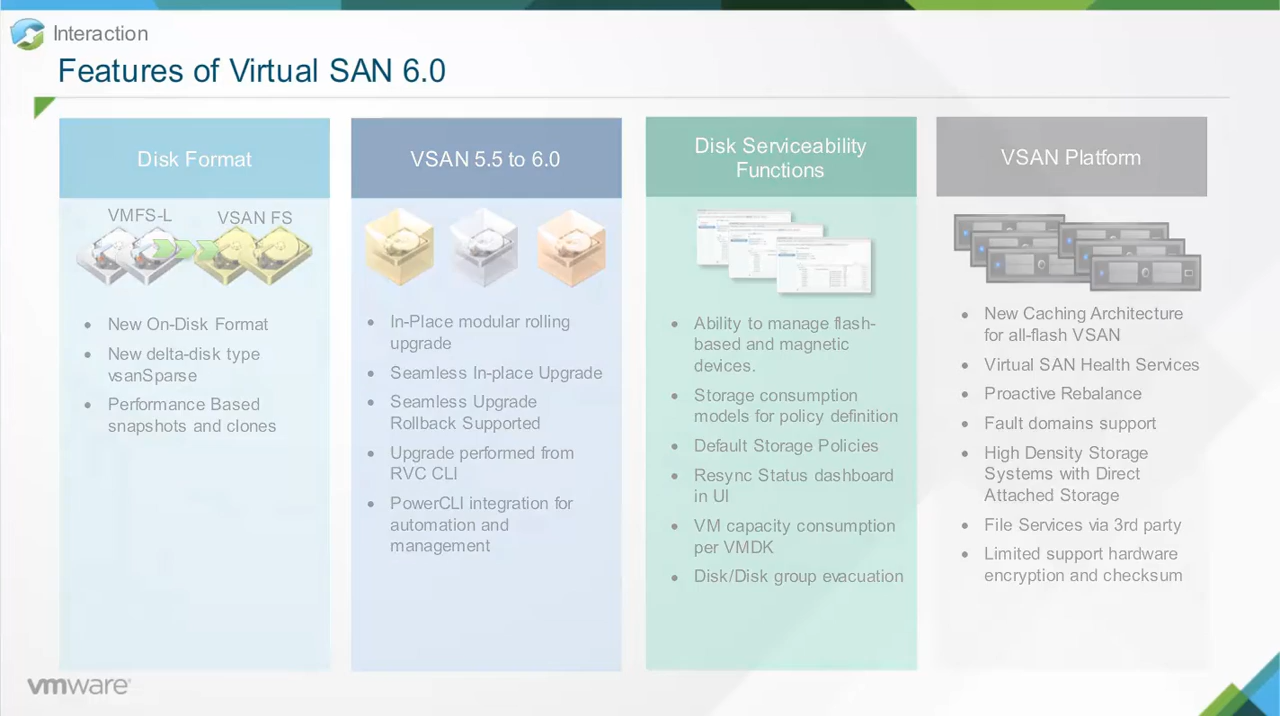 Interaction
Features of Virtual SAN 6.0
Disk Format
VMFS-L
VSAN FS
• New On-Disk Format
• New delta-disk type
vsanSparse
• Performance Based
snapshots and clones
VSAN 5.5 to 6.0
• In-Place modular rolling
upgrade
• Seamless In-place Upgrade
• Seamless Upgrade
Rollback Supported
• Upgrade performed from
RVC CLI
• PowerCLI integration for
automation and
management
Disk Serviceability
Functions
• Ability to manage flash-
based and magnetic
devices.
• Storage consumption
models for policy definition
• Default Storage Policies
• Resync Status dashboard
in UI
• VM capacity consumption
per VMDK
• Disk/Disk group evacuation
VSAN Platform
• New Caching Architecture
for all-flash VSAN
• Virtual SAN Health Services
• Proactive Rebalance
• Fault domains support
• High Density Storage
Systems with Direct
Attached Storage
• File Services via 3rd party
• Limited support hardware
encryption and checksum
vmware